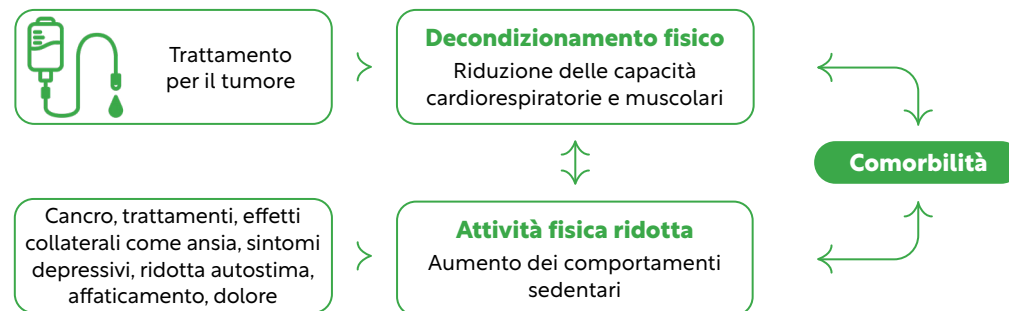 Trattamento
per il tumore
Decondizionamento fisico
Riduzione delle capacità
cardiorespiratorie e muscolari
Comorbilità
Cancro, trattamenti, effetti
collaterali come ansia, sintomi
depressivi, ridotta autostima,
affaticamento, dolore
Attività fisica ridotta
Aumento dei comportamenti
sedentari